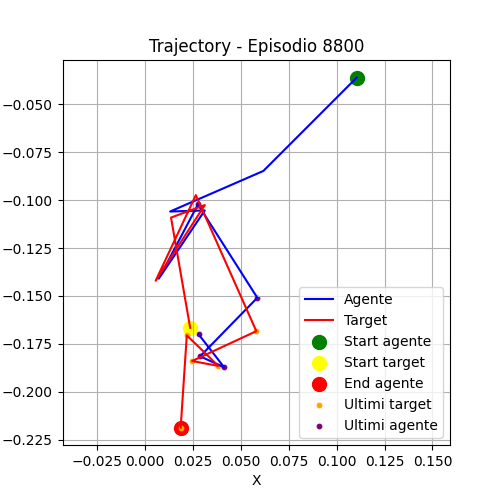 Trajectory - Episodio 8800
−0.050
−0.075
−0.100
−0.125
−0.150
−0.175
−0.200
−0.225
Agente
Target
Start agente
Start target
End agente
Ultimi target
Ultimi agente
−0.025 0.000 0.025 0.050 0.075 0.100 0.125 0.150
X